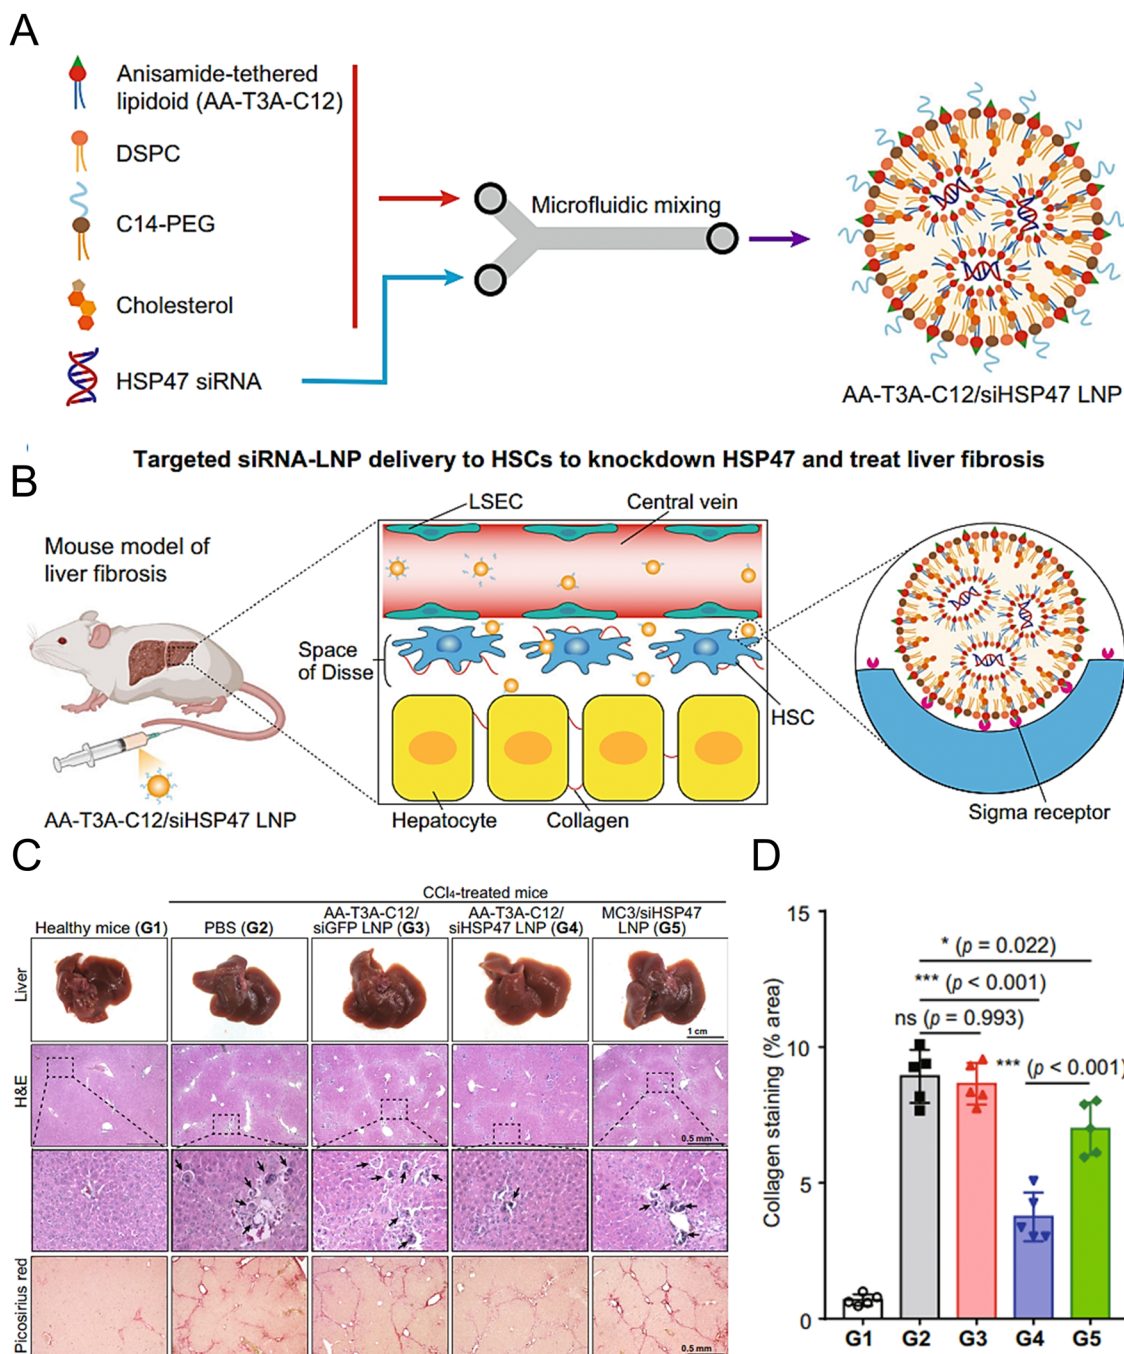 A
Anisamide-tethered
lipidoid (AA-T3A-C12)
DSPC
C14-PEG
Cholesterol
HSP47 siRNA
Microfluidic mixing
AA-T3A-C12/siHSP47 LNP
Targeted siRNA-LNP delivery to HSCs to knockdown HSP47 and treat liver fibrosis
B
Mouse model of
liver fibrosis
AA-T3A-C12/siHSP47 LNP
LSEC
Central vein
Space
of Disse
HSC
Hepatocyte
Collagen
Sigma receptor
C
CCl₄-treated mice
Healthy mice (G1)
PBS (G2)
AA-T3A-C12/
siGFP LNP (G3)
AA-T3A-C12/
siHSP47 LNP (G4)
MC3/siHSP47
LNP (G5)
Liver
1 cm
H&E
0.5 mm
Picosirius red
0.5 mm
D
Collagen staining (% area)
15
10
5
0
* (p = 0.022)
*** (p < 0.001)
ns (p = 0.993)
*** (p < 0.001)
G1
G2
G3
G4
G5